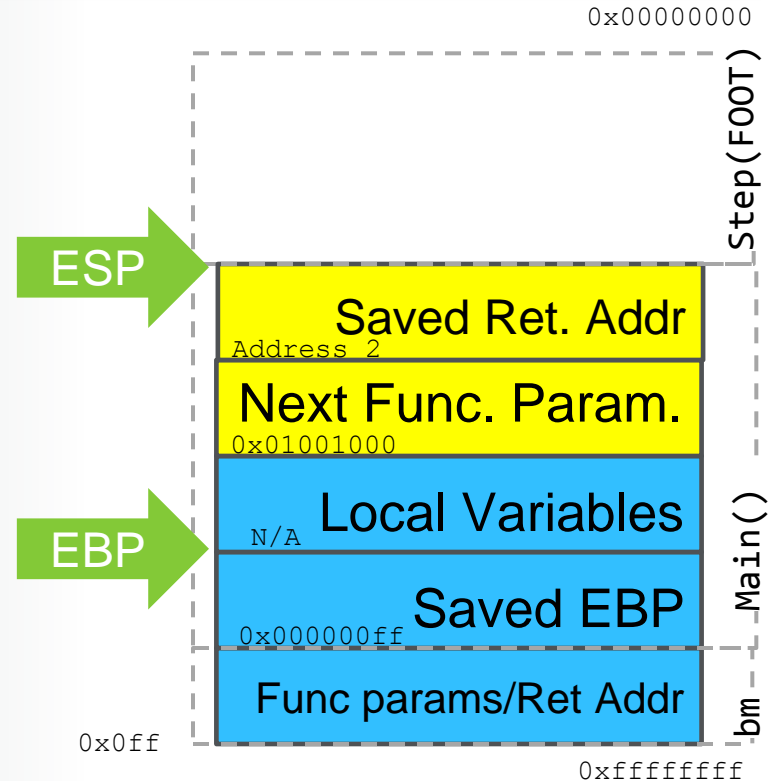 0x00000000
Step(FOOT)
ESP
Saved Ret. Addr
Address 2
Next Func. Param.
0x01001000
Local Variables
N/A
EBP
Main()
Saved EBP
0x000000ff
Func params/Ret Addr
bm
0x0ff
0xffffffff